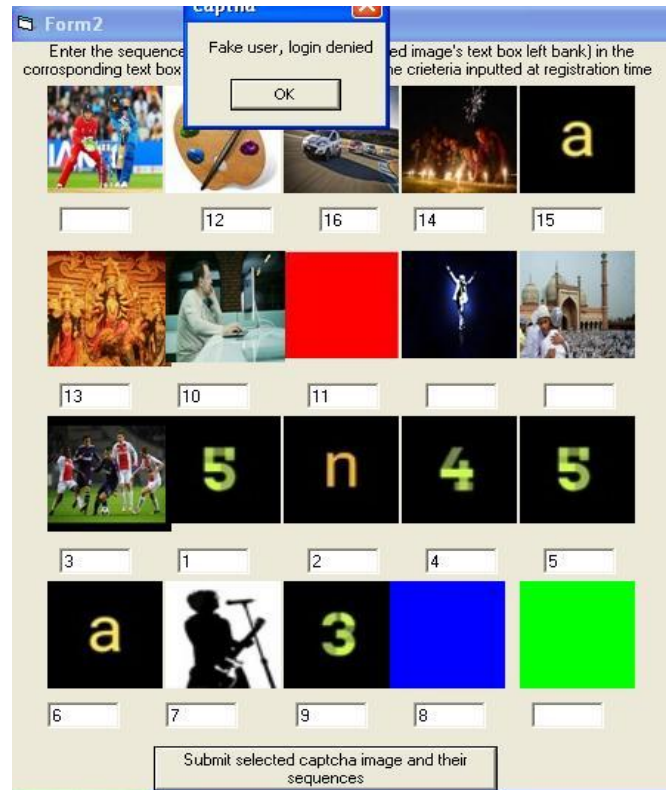 Form2
Captha
Fake user, login denied
OK
Enter the sequence ed image's text box left bank) in the
corrosponding text box he crieteria inputted at registration time
a
12 16 14 15
13 10 11
5 n 4 5
3 1 2 4 5
a 3
6 7 9 8
Submit selected captcha image and their
sequences